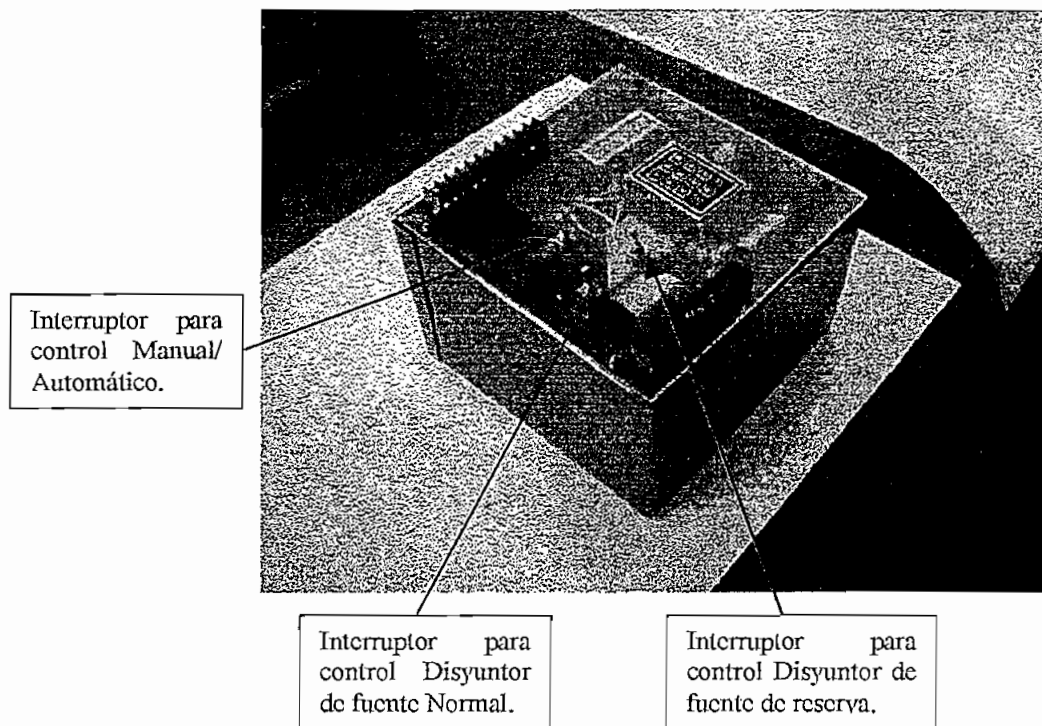 Interruptor para
control Manual/
Automático.
Interruptor para
control Disyuntor
de fuente Normal.
Interruptor para
control Disyuntor de
fuente de reserva.